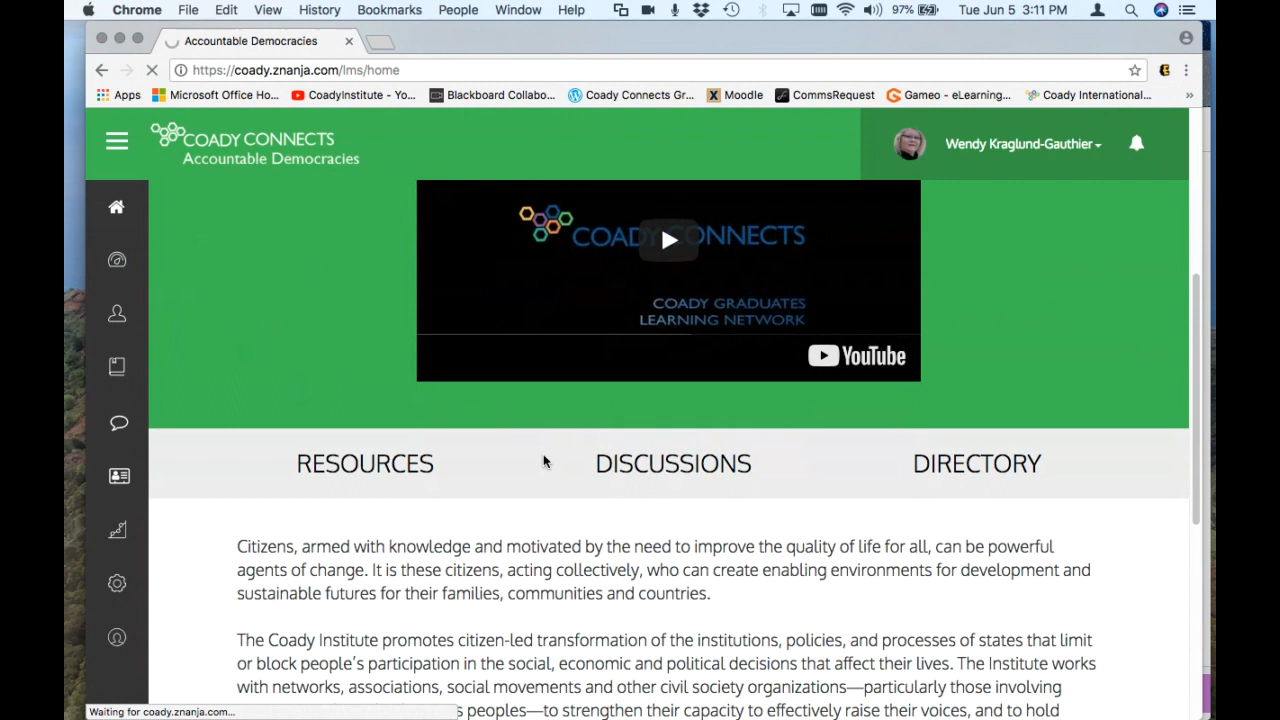 Chrome File Edit View History Bookmarks People Window Help 97% Tue Jun 5 3:11 PM
Accountable Democracies
https://coady.znanja.com/lms/home
Apps Microsoft Office Ho... CoadyInstitute - Yo... Blackboard Collabo... Coady Connects Gr... Moodle CommsRequest Gameo - eLearning... Coady International... »
COADY CONNECTS
Accountable Democracies
Wendy Kraglund-Gauthier
COADY CONNECTS
COADY GRADUATES
LEARNING NETWORK
YouTube
RESOURCES DISCUSSIONS DIRECTORY
Citizens, armed with knowledge and motivated by the need to improve the quality of life for all, can be powerful
agents of change. It is these citizens, acting collectively, who can create enabling environments for development and
sustainable futures for their families, communities and countries.
The Coady Institute promotes citizen-led transformation of the institutions, policies, and processes of states that limit
or block people's participation in the social, economic and political decisions that affect their lives. The Institute works
with networks, associations, social movements and other civil society organizations—particularly those involving
s peoples—to strengthen their capacity to effectively raise their voices, and to hold
Waiting for coady.znanja.com...